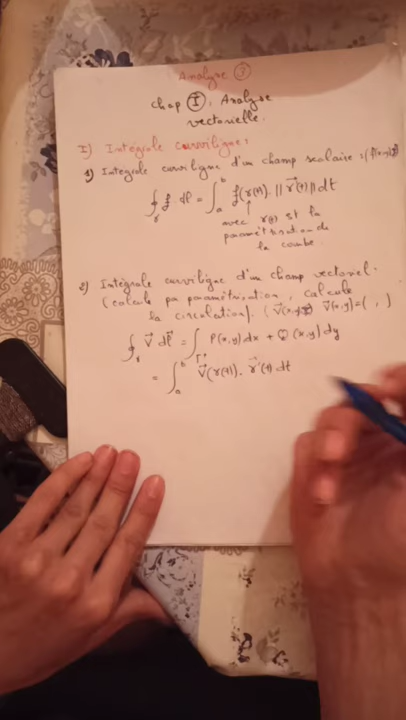 Analyse ③
Chap Ⓘ: Analyse
vectorielle.
I) Intégrale curviligne:
1) Integrale curviligne d'un champ scalaire : (f(x,y))
∮_γ f dl = ∫_a^b f(γ(t)). ||γ⃗'(t)|| dt
avec γ(t) est la
paramétrisation de
la courbe.
2) Intégrale curviligne d'un champ vectoriel.
(calcule par paramétrisation, calcule
la circulation). ( V⃗(x,y) V⃗(x,y)=( , )
∮_γ V⃗ dl⃗ = ∫ P(x,y) dx + Q(x,y) dy
= ∫_a^b V⃗(γ(t)). γ⃗'(t) dt